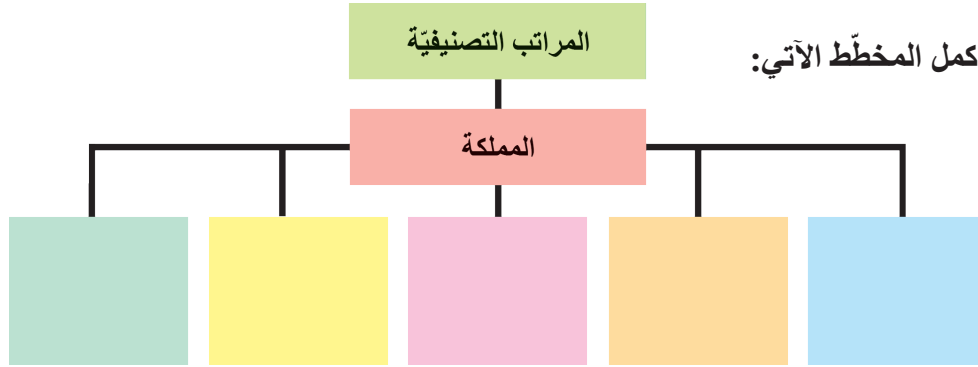 كمل المخطّط الآتي:
المراتب التصنيفيّة
المملكة